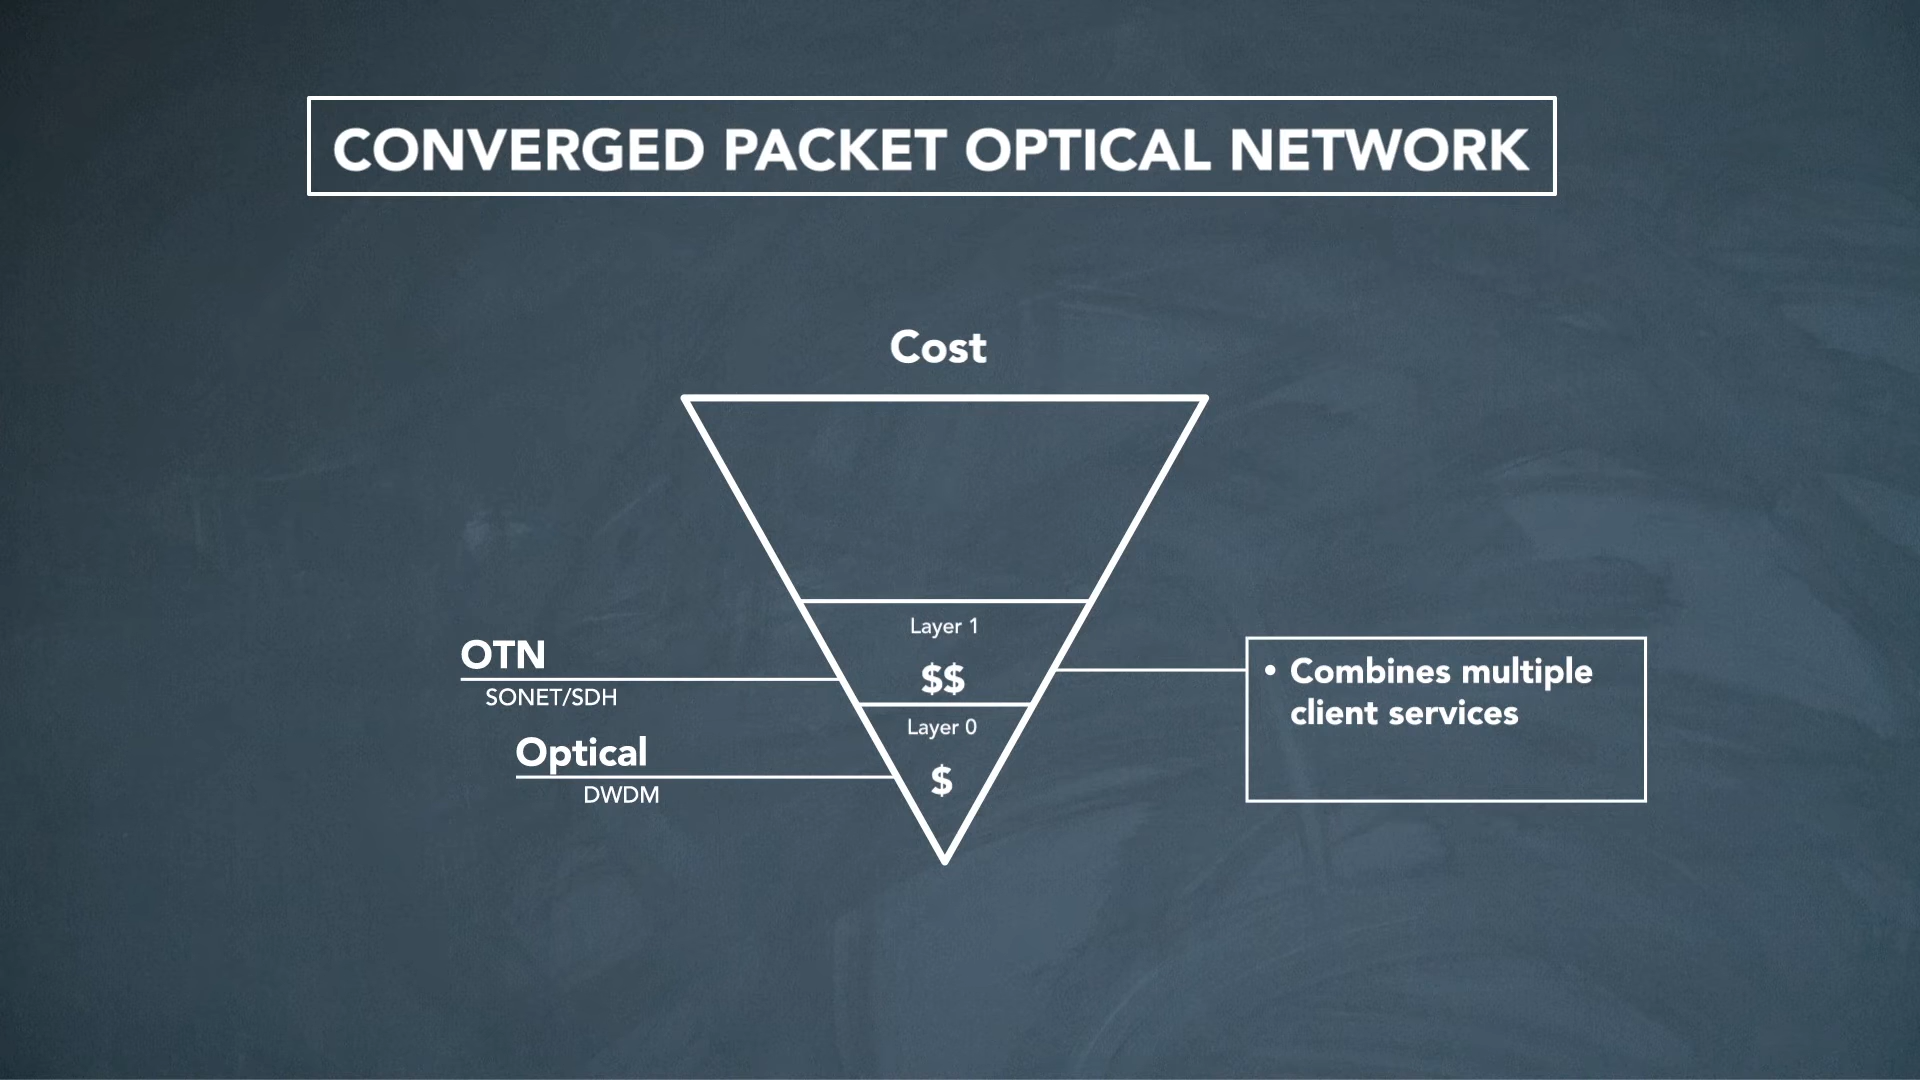 CONVERGED PACKET OPTICAL NETWORK
Cost
Layer 1
$$
OTN
SONET/SDH
• Combines multiple
client services
Layer 0
$
Optical
DWDM